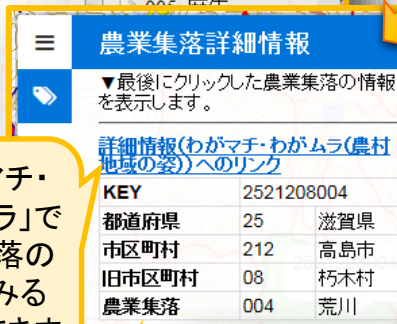 農業集落詳細情報
▼最後にクリックした農業集落の情報
を表示します。
詳細情報(わがマチ・わがムラ(農村
地域の姿))へのリンク
KEY 2521208004
都道府県 25 滋賀県
市区町村 212 高島市
旧市区町村 08 朽木村
農業集落 004 荒川
マチ・
ラ」で
落の
みる